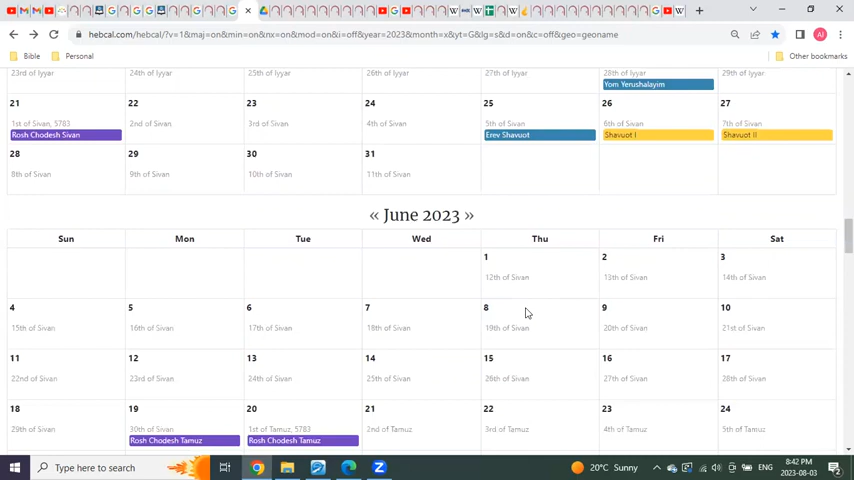 hebcal.com/hebcal/?v=1&maj=on&min=on&nx=on&mod=on&i=off&year=2023&month=x&yt=G&lg=s&d=on&c=off&geo=geoname
Bible Personal Other bookmarks
23rd of Iyyar 24th of Iyyar 25th of Iyyar 26th of Iyyar 27th of Iyyar 28th of Iyyar 29th of Iyyar
Yom Yerushalayim
21 22 23 24 25 26 27
1st of Sivan, 5783 2nd of Sivan 3rd of Sivan 4th of Sivan 5th of Sivan 6th of Sivan 7th of Sivan
Rosh Chodesh Sivan Erev Shavuot Shavuot I Shavuot II
28 29 30 31
8th of Sivan 9th of Sivan 10th of Sivan 11th of Sivan
« June 2023 »
Sun Mon Tue Wed Thu Fri Sat
1 2 3
12th of Sivan 13th of Sivan 14th of Sivan
4 5 6 7 8 9 10
15th of Sivan 16th of Sivan 17th of Sivan 18th of Sivan 19th of Sivan 20th of Sivan 21st of Sivan
11 12 13 14 15 16 17
22nd of Sivan 23rd of Sivan 24th of Sivan 25th of Sivan 26th of Sivan 27th of Sivan 28th of Sivan
18 19 20 21 22 23 24
29th of Sivan 30th of Sivan 1st of Tamuz, 5783 2nd of Tamuz 3rd of Tamuz 4th of Tamuz 5th of Tamuz
Rosh Chodesh Tamuz Rosh Chodesh Tamuz
Type here to search 20°C Sunny ENG 8:42 PM
2023-08-03